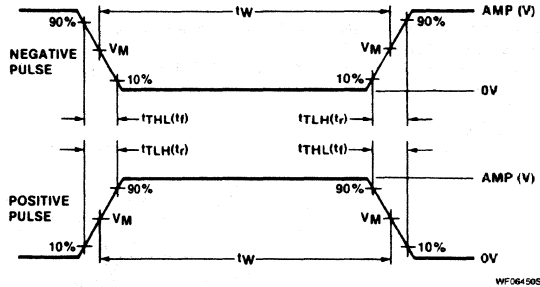 90% tW 90% AMP (V)
NEGATIVE PULSE VM VM
10% 10% 0V
tTHL(tf) tTLH(tr)
tTLH(tr) tTHL(tf)
90% 90% AMP (V)
POSITIVE PULSE VM VM
10% tW 10% 0V
WF06450S